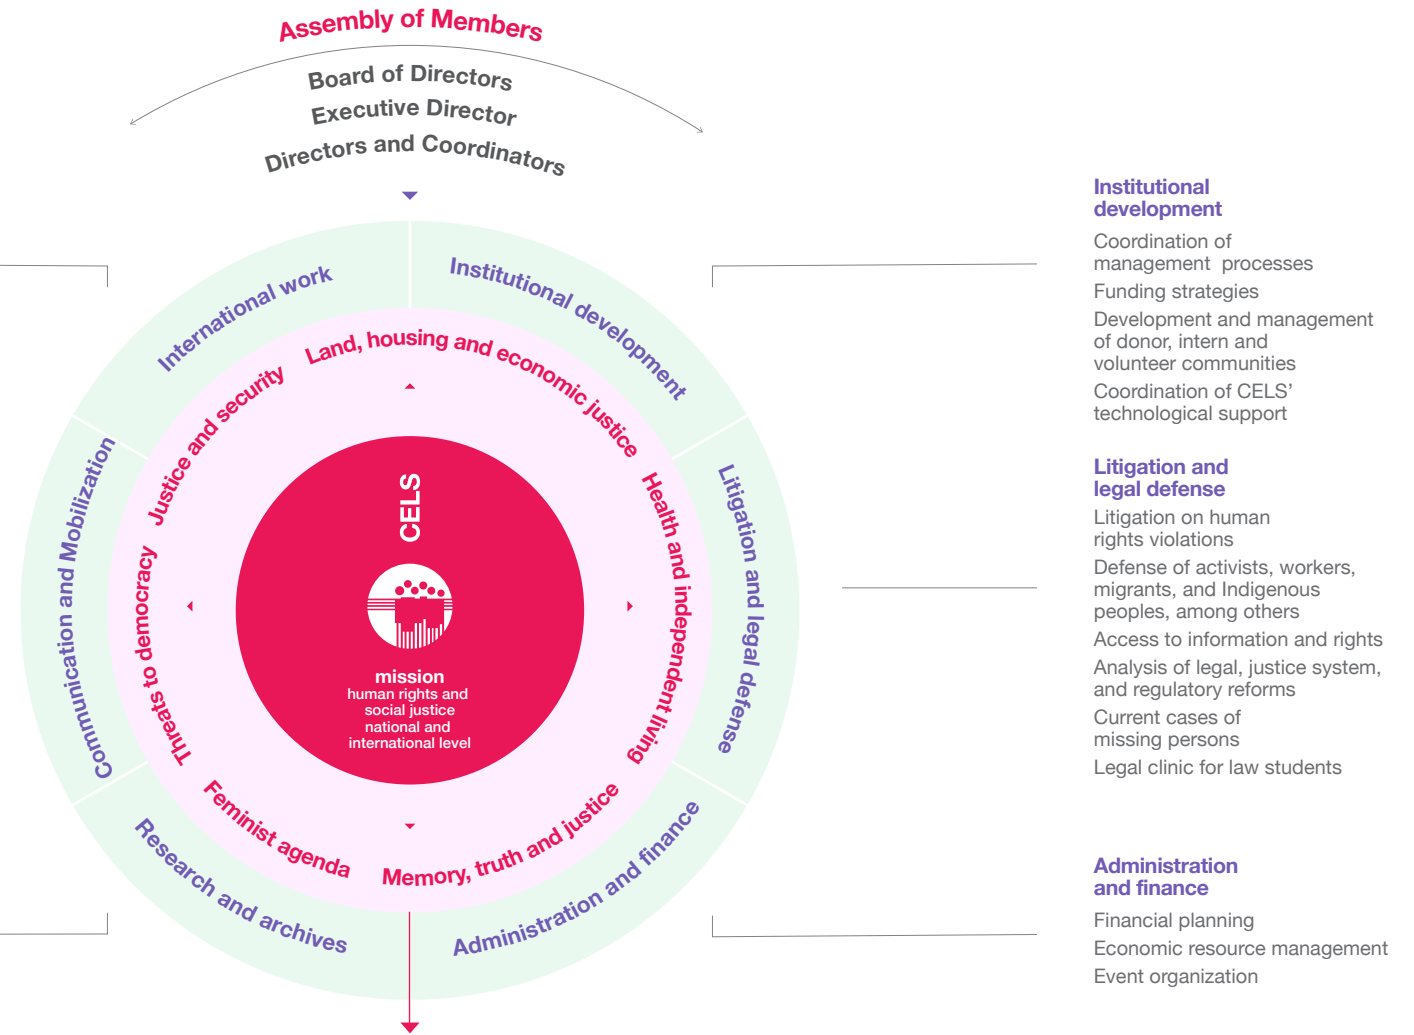 Assembly of Members
Board of Directors
Executive Director
Directors and Coordinators
International work
Institutional development
Litigation and legal defense
Administration and finance
Research and archives
Communication and Mobilization
Land, housing and economic justice
Health and independent living
Memory, truth and justice
Feminist agenda
Threats to democracy
Justice and security
CELS
mission
human rights and
social justice
national and
international level
Institutional
development
Coordination of
management processes
Funding strategies
Development and management
of donor, intern and
volunteer communities
Coordination of CELS’
technological support
Litigation and
legal defense
Litigation on human
rights violations
Defense of activists, workers,
migrants, and Indigenous
peoples, among others
Access to information and rights
Analysis of legal, justice system,
and regulatory reforms
Current cases of
missing persons
Legal clinic for law students
Administration
and finance
Financial planning
Economic resource management
Event organization